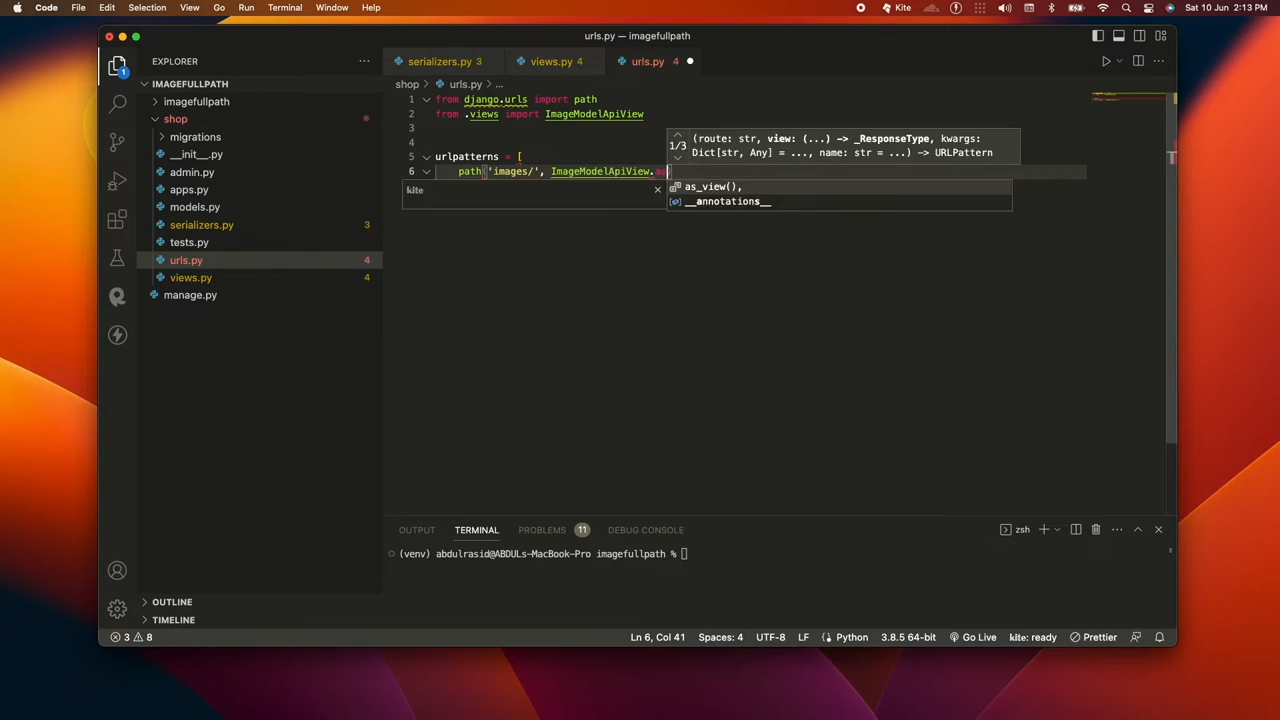 Code File Edit Selection View Go Run Terminal Window Help Kite Sat 10 Jun 2:13 PM
urls.py — imagefullpath
EXPLORER
serializers.py 3
views.py 4
urls.py 4
IMAGEFULLPATH
shop > urls.py > ...
imagefullpath
shop
migrations
__init__.py
admin.py
apps.py
models.py
serializers.py 3
tests.py
urls.py 4
views.py 4
manage.py
1 from django.urls import path
2 from .views import ImageModelApiView
3
4
5 urlpatterns = [
6 path('images/', ImageModelApiView.as
1/3 (route: str, view: (...) -> _ResponseType, kwargs:
Dict[str, Any] = ..., name: str = ...) -> URLPattern
kite
as_view(),
__annotations__
OUTPUT TERMINAL PROBLEMS 11 DEBUG CONSOLE
zsh
(venv) abdulrasid@ABDULs-MacBook-Pro imagefullpath %
OUTLINE
TIMELINE
3 8 Ln 6, Col 41 Spaces: 4 UTF-8 LF Python 3.8.5 64-bit Go Live kite: ready Prettier
1